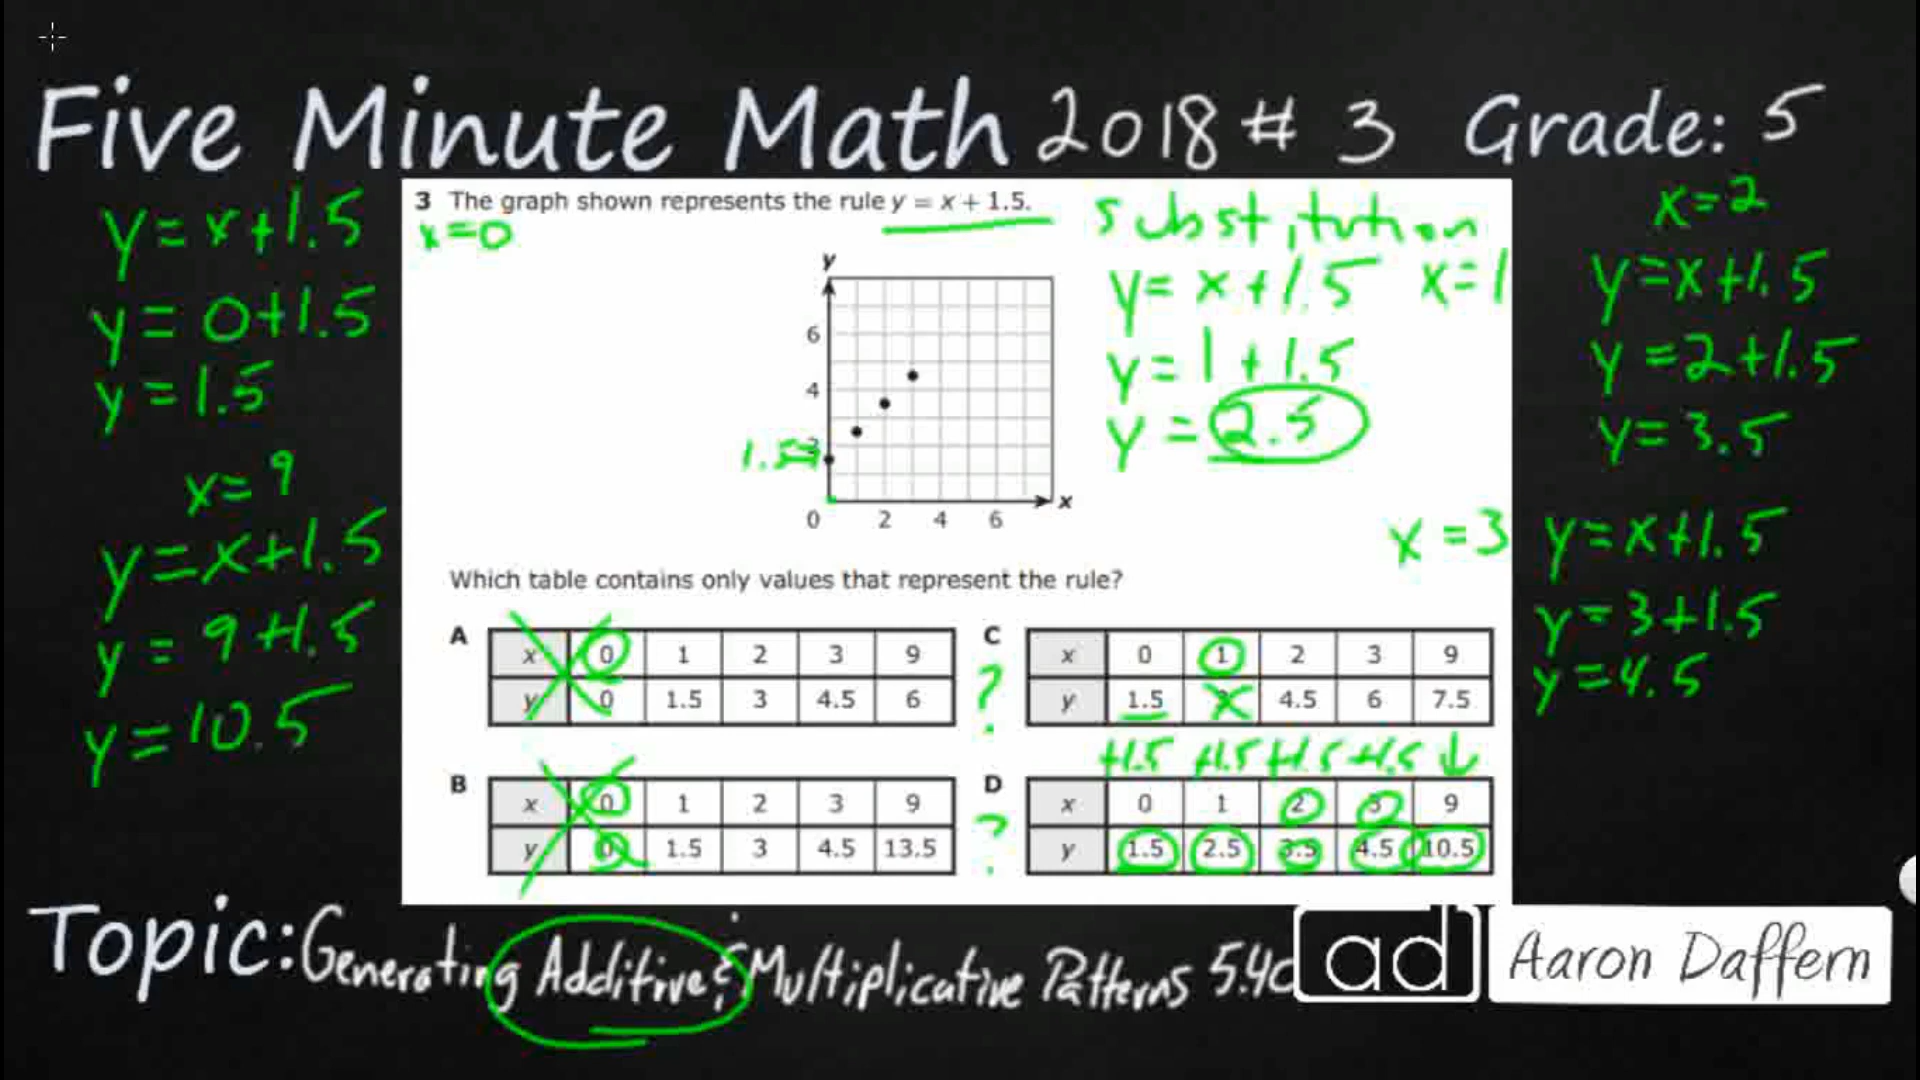 Five Minute Math 2018 # 3 Grade: 5
y = x + 1.5
y = 0 + 1.5
y = 1.5
x = 9
y = x + 1.5
y = 9 + 1.5
y = 10.5
3 The graph shown represents the rule y = x + 1.5.
x = 0
y
6
4
1.5
0 2 4 6 x
substitution
y = x + 1.5 x = 1
y = 1 + 1.5
y = 2.5
x = 2
y = x + 1.5
y = 2 + 1.5
y = 3.5
x = 3 y = x + 1.5
y = 3 + 1.5
y = 4.5
Which table contains only values that represent the rule?
A
x 0 1 2 3 9
y 0 1.5 3 4.5 6
B
x 0 1 2 3 9
y 0 1.5 3 4.5 13.5
?
?
C
x 0 1 2 3 9
y 1.5 4.5 6 7.5
+1.5 +1.5 +1.5 +1.5 ↓
D
x 0 1 2 3 9
y 1.5 2.5 3.5 4.5 10.5
Topic: Generating Additive & Multiplicative Patterns 5.4C
ad Aaron Daffern